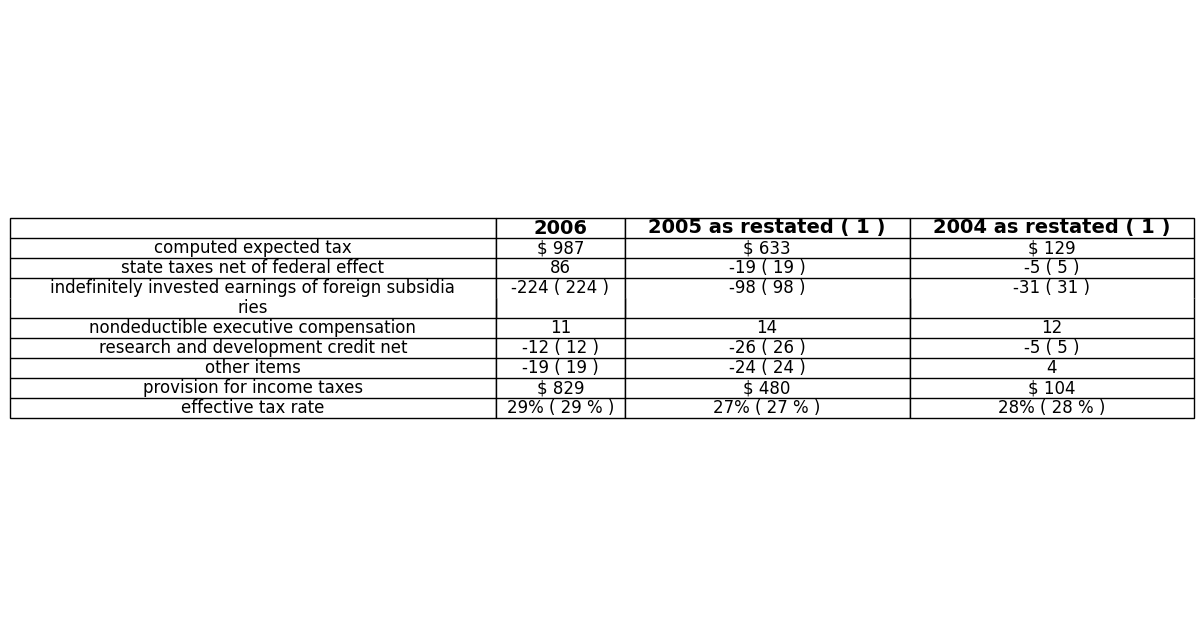 2006 2005 as restated ( 1 ) 2004 as restated ( 1 )
computed expected tax $ 987 $ 633 $ 129
state taxes net of federal effect 86 -19 ( 19 ) -5 ( 5 )
indefinitely invested earnings of foreign subsidia -224 ( 224 ) -98 ( 98 ) -31 ( 31 )
ries
nondeductible executive compensation 11 14 12
research and development credit net -12 ( 12 ) -26 ( 26 ) -5 ( 5 )
other items -19 ( 19 ) -24 ( 24 ) 4
provision for income taxes $ 829 $ 480 $ 104
effective tax rate 29% ( 29 % ) 27% ( 27 % ) 28% ( 28 % )